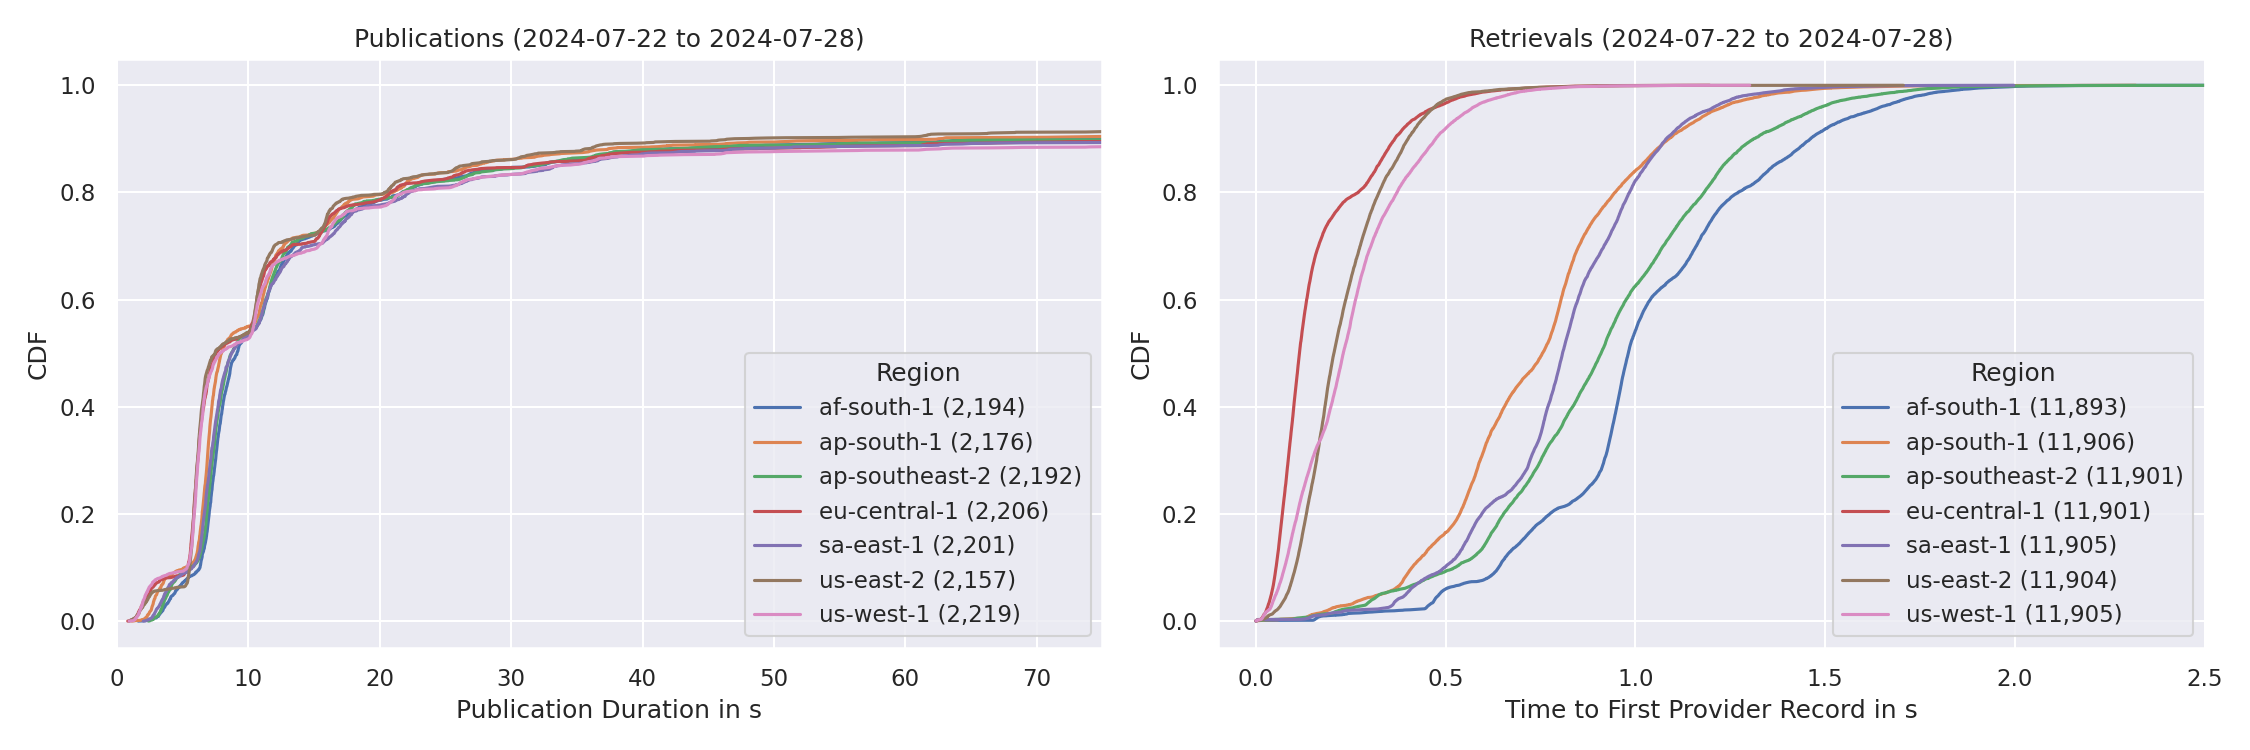 Publications (2024-07-22 to 2024-07-28)
CDF
1.0
0.8
0.6
0.4
0.2
0.0
0 10 20 30 40 50 60 70
Publication Duration in s
Region
af-south-1 (2,194)
ap-south-1 (2,176)
ap-southeast-2 (2,192)
eu-central-1 (2,206)
sa-east-1 (2,201)
us-east-2 (2,157)
us-west-1 (2,219)
Retrievals (2024-07-22 to 2024-07-28)
CDF
1.0
0.8
0.6
0.4
0.2
0.0
0.0 0.5 1.0 1.5 2.0 2.5
Time to First Provider Record in s
Region
af-south-1 (11,893)
ap-south-1 (11,906)
ap-southeast-2 (11,901)
eu-central-1 (11,901)
sa-east-1 (11,905)
us-east-2 (11,904)
us-west-1 (11,905)